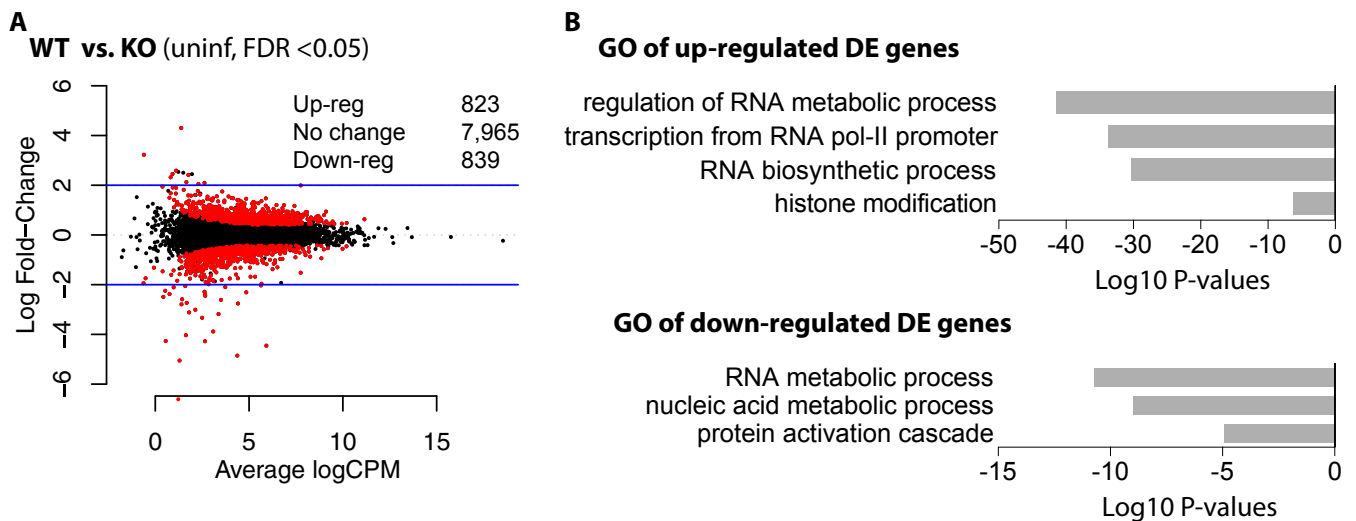 A
WT vs. KO (uninf, FDR <0.05)
Up-reg 823
No change 7,965
Down-reg 839
Log Fold−Change
6
4
2
0
−2
−4
−6
0 5 10 15
Average logCPM
B
GO of up-regulated DE genes
regulation of RNA metabolic process
transcription from RNA pol-II promoter
RNA biosynthetic process
histone modification
-50 -40 -30 -20 -10 0
Log10 P-values
GO of down-regulated DE genes
RNA metabolic process
nucleic acid metabolic process
protein activation cascade
-15 -10 -5 0
Log10 P-values